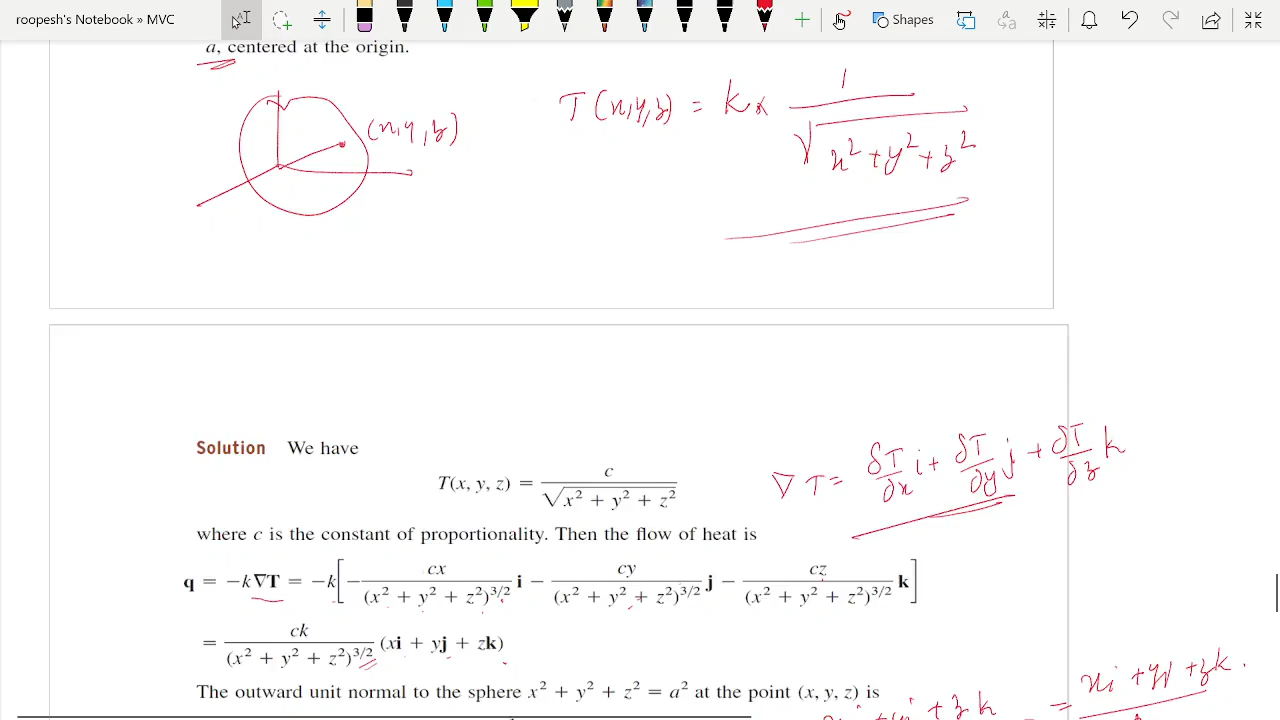 roopesh's Notebook » MVC
Shapes
a, centered at the origin.
(x,y,z)
T(x,y,z) = k × 1/√(x² + y² + z²)
Solution We have
T(x, y, z) = c/√(x² + y² + z²)
∇T = δT/∂x i + δT/∂y j + δT/∂z k
where c is the constant of proportionality. Then the flow of heat is
q = −k∇T = −k[−cx/(x² + y² + z²)^3/2 i − cy/(x² + y² + z²)^3/2 j − cz/(x² + y² + z²)^3/2 k]
= ck/(x² + y² + z²)^3/2 (xi + yj + zk)
The outward unit normal to the sphere x² + y² + z² = a² at the point (x, y, z) is
= xi + yj + zk.